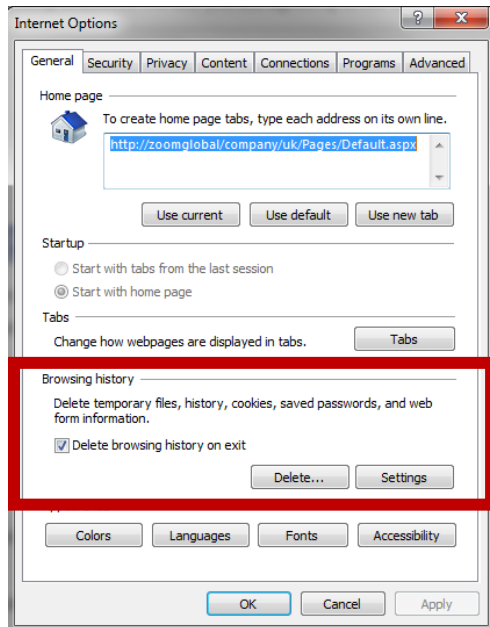 Internet Options
?
X
General Security Privacy Content Connections Programs Advanced
Home page
To create home page tabs, type each address on its own line.
http://zoomglobal/company/uk/Pages/Default.aspx
Use current Use default Use new tab
Startup
Start with tabs from the last session
Start with home page
Tabs
Change how webpages are displayed in tabs. Tabs
Browsing history
Delete temporary files, history, cookies, saved passwords, and web
form information.
Delete browsing history on exit
Delete... Settings
Colors Languages Fonts Accessibility
OK Cancel Apply